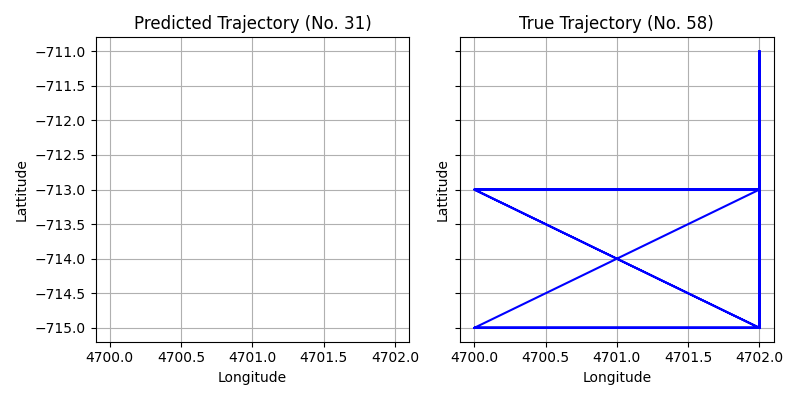 Predicted Trajectory (No. 31)
−711.0
−711.5
−712.0
−712.5
−713.0
−713.5
−714.0
−714.5
−715.0
Lattitude
4700.0 4700.5 4701.0 4701.5 4702.0
Longitude
True Trajectory (No. 58)
Lattitude
4700.0 4700.5 4701.0 4701.5 4702.0
Longitude